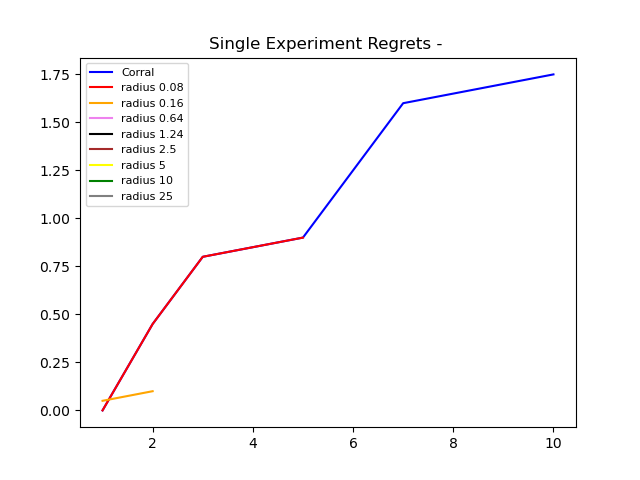 Single Experiment Regrets -
Corral
radius 0.08
radius 0.16
radius 0.64
radius 1.24
radius 2.5
radius 5
radius 10
radius 25
1.75
1.50
1.25
1.00
0.75
0.50
0.25
0.00
2 4 6 8 10